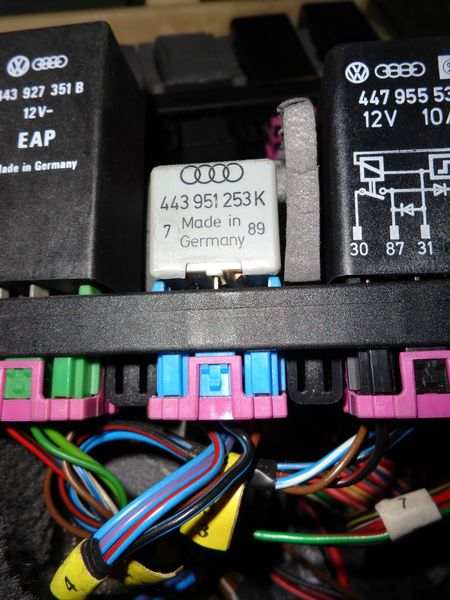 443 927 351 B
12V-
EAP
Made in Germany
443 951 253 K
7 Made in 89
Germany
447 955 53
12V 10A
30 87 31
4
7